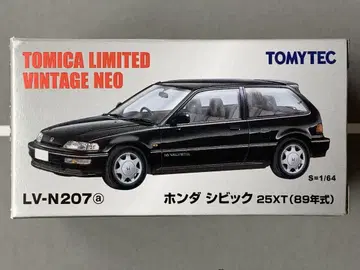 TOMICA LIMITED
VINTAGE NEO
TOMYTEC
S=1/64
LV-N207ⓐ
ホンダ シビック 25XT(89年式)